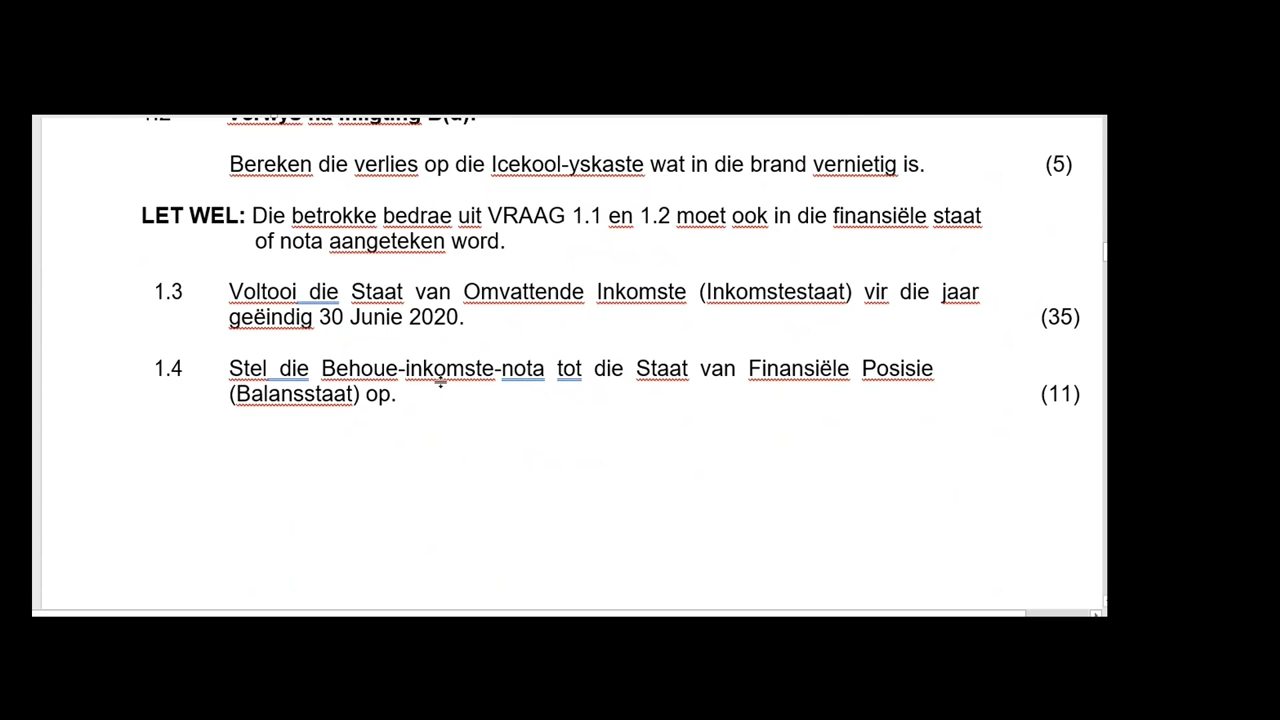 Bereken die verlies op die Icekool-yskaste wat in die brand vernietig is. (5)
LET WEL: Die betrokke bedrae uit VRAAG 1.1 en 1.2 moet ook in die finansiële staat
of nota aangeteken word.
1.3 Voltooi die Staat van Omvattende Inkomste (Inkomstestaat) vir die jaar
geëindig 30 Junie 2020. (35)
1.4 Stel die Behoue-inkomste-nota tot die Staat van Finansiële Posisie
(Balansstaat) op. (11)